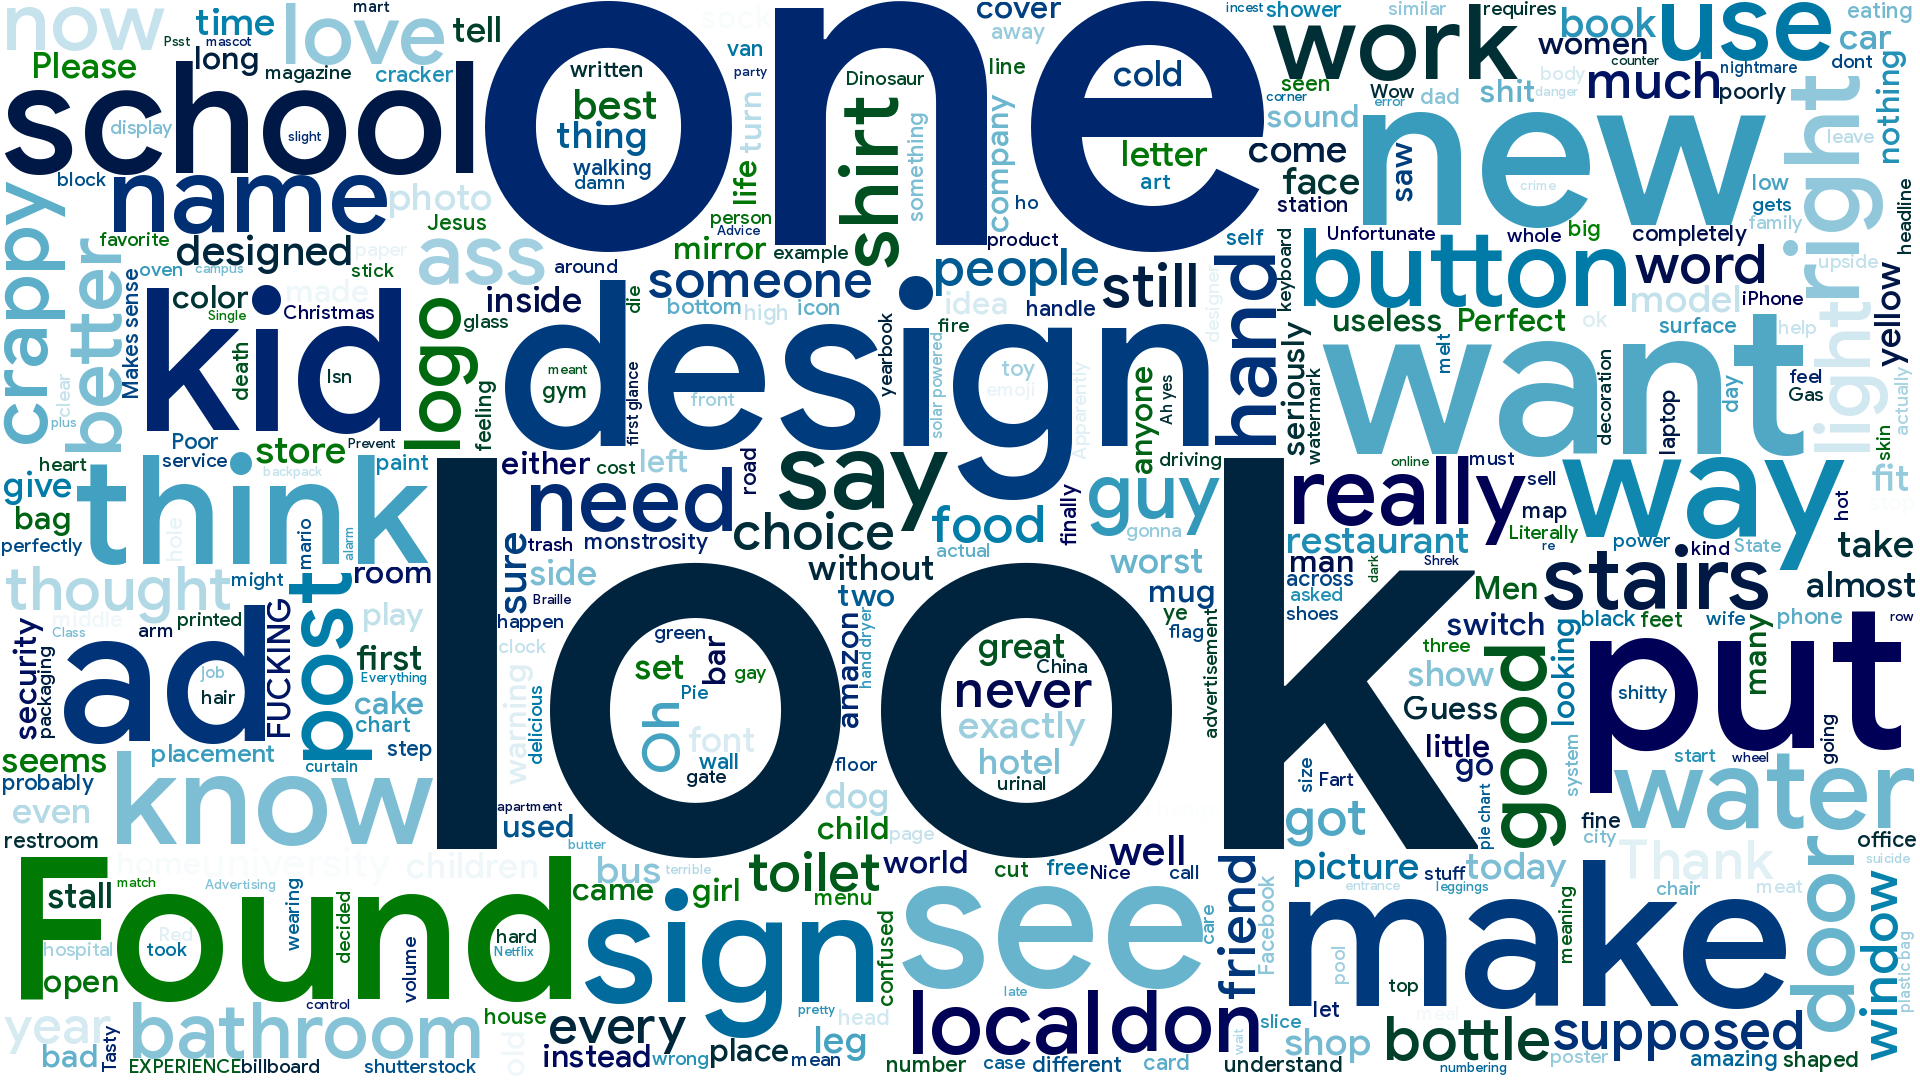 now
time
Psst
mascot
mart
love
tell
long
Please
magazine
cracker
school
display
slight
one
written
best
thing
walking
damn
sock
van
party
turn
life
person
Advice
mirror
example
Dinosaur
shirt
something
cover
away
line
company
ho
product
cold
letter
art
incest
shower
similar
requires
work
book
use
eating
car
women
counter
nightmare
dont
seen
Wow
error
dad
shit
body
danger
much
poorly
corner
sound
come
face
station
new
saw
crime
right
leave
nothing
low
gets
family
headline
crappy
block
name
photo
favorite
designed
paper
Jesus
ass
around
better
Makes sense
oven
campus
stick
color
Single
made
Christmas
kid
death
Isn
logo
glass
inside
die
someone
bottom
high
icon
people
idea
handle
still
self
hand
keyboard
designer
Unfortunate
whole
big
completely
button
word
model
iPhone
upside
yellow
useless
Perfect
ok
surface
help
light
design
meant
gym
first glance
front
yearbook
solar powered
toy
emoji
fire
Apparently
anyone
Ah yes
seriously
watermark
want
melt
decoration
laptop
day
feel
Gas
actually
plus
clear
Poor
service
store
Prevent
feeling
backpack
paint
heart
give
bag
perfectly
think
hole
mario
alarm
either
cost
left
road
need
trash
monstrosity
say
choice
food
actual
finally
guy
gonna
driving
really
online
must
sell
way
map
Literally
re
hot
skin
fit
stop
take
power
kind
State
almost
thought
might
post
room
sure
side
Braille
happen
without
two
worst
mug
restaurant
man
across
asked
shoes
dark
Shrek
Men
stairs
middle
Class
arm
printed
play
look
green
set
bar
gay
Pie
Oh
font
wall
gate
great
China
never
exactly
hotel
urinal
amazon
hand dryer
ye
flag
advertisement
switch
three
show
Guess
little
go
black
feet
wife
phone
row
many
looking
good
put
shitty
going
security
packaging
ad
job
hair
FUCKING
first
Everything
cake
chart
step
clock
warning
delicious
seems
probably
placement
curtain
know
floor
size
Fart
pie chart
system
start
wheel
water
even
restroom
apartment
used
butter
dog
child
page
got
fine
city
office
suicide
home
university
children
bus
terrible
toilet
world
cut
free
Nice
well
call
picture
stuff
leggings
entrance
today
Thank
chair
meat
Found
stall
match
Advertising
wearing
decided
Red
took
hospital
open
volume
hard
Netflix
came
girl
menu
sign
confused
see
care
friend
Facebook
make
pool
top
meaning
door
window
plastic bag
year
bad
Tasty
bathroom
EXPERIENCE
billboard
control
shutterstock
house
old
every
instead
wrong
place
pretty
mean
head
leg
late
local
don
number
case
different
card
wait
slice
understand
let
shop
meal
bottle
numbering
supposed
poster
amazing
shaped